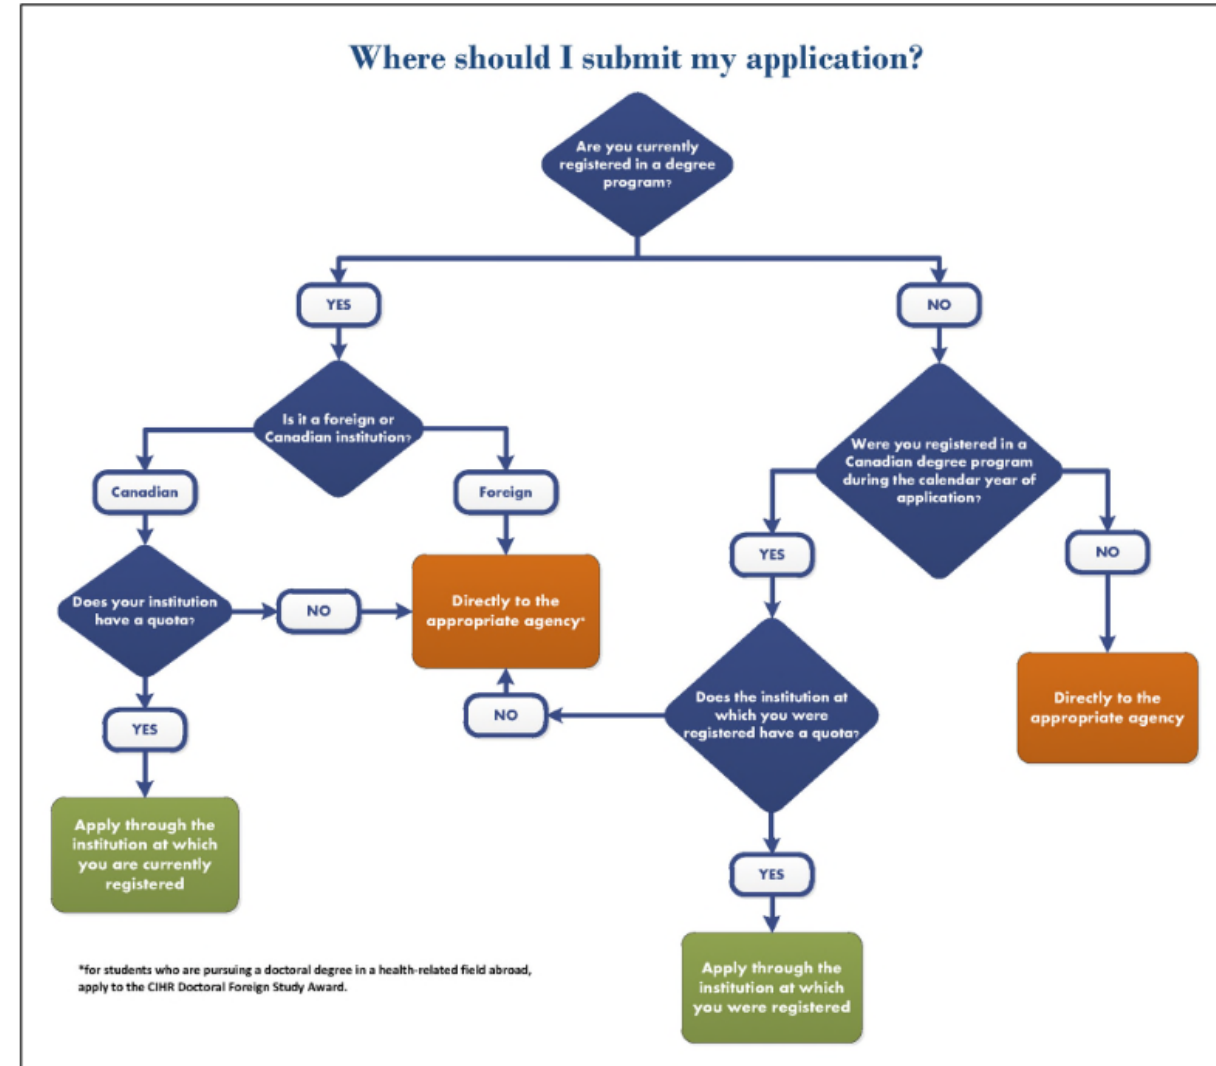 Where should I submit my application?
Are you currently
registered in a degree
program?
YES
NO
Is it a foreign or
Canadian institution?
Were you registered in a
Canadian degree program
during the calendar year of
application?
Canadian
Foreign
YES
NO
Does your institution
have a quota?
NO
Directly to the
appropriate agency*
Does the institution at
which you were
registered have a quota?
NO
Directly to the
appropriate agency
YES
Apply through the
institution at which
you are currently
registered
YES
Apply through the
institution at which
you were registered
*for students who are pursuing a doctoral degree in a health-related field abroad,
apply to the CIHR Doctoral Foreign Study Award.